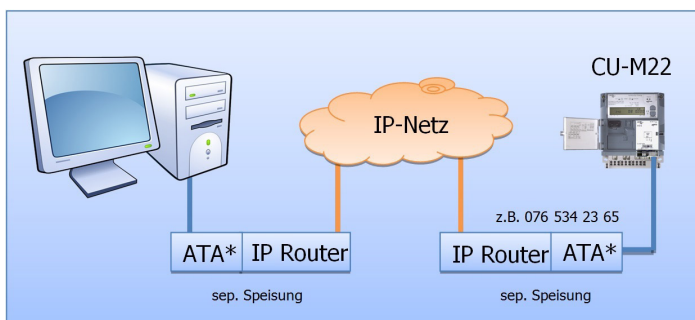 CU-M22
IP-Netz
z.B. 076 534 23 65
ATA* IP Router
IP Router ATA*
sep. Speisung
sep. Speisung